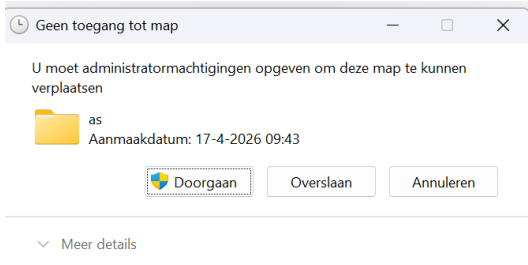 Geen toegang tot map
U moet administratormachtigingen opgeven om deze map te kunnen
verplaatsen
as
Aanmaakdatum: 17-4-2026 09:43
Doorgaan
Overslaan
Annuleren
Meer details